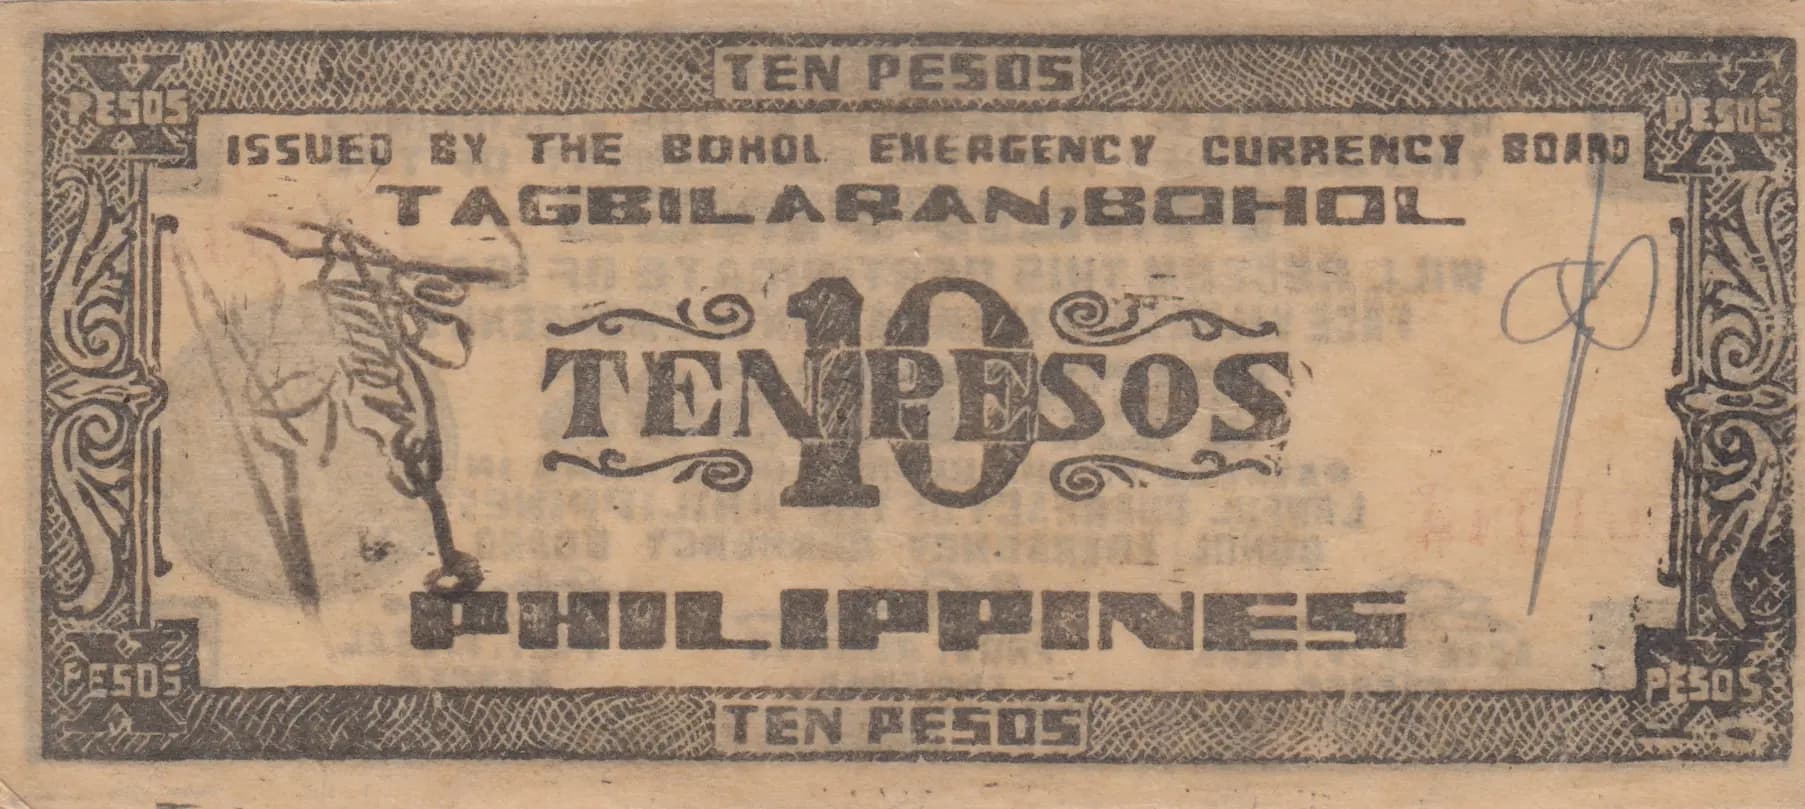 TEN PESOS
X PESOS
X PESOS
ISSUED BY THE BOHOL EMERGENCY CURRENCY BOARD
TAGBILARAN, BOHOL
10
TEN PESOS
PHILIPPINES
X PESOS
X PESOS
TEN PESOS